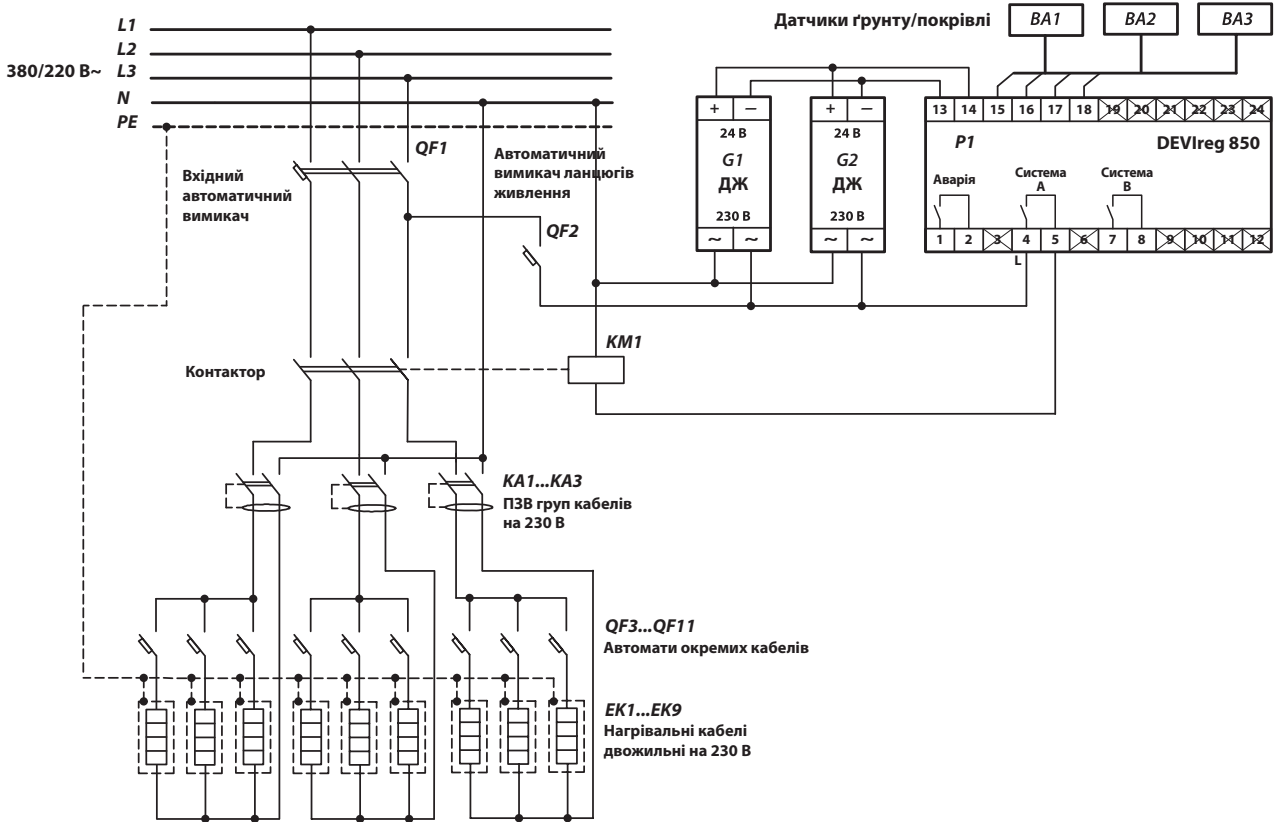 L1
L2
380/220 В~ L3
N
PE
Датчики ґрунту/покрівлі
BA1
BA2
BA3
QF1
Вхідний
автоматичний
вимикач
Автоматичний
вимикач ланцюгів
живлення
QF2
+ −
24 В
G1
ДЖ
230 В
~ ~
+ −
24 В
G2
ДЖ
230 В
~ ~
13 14 15 16 17 18 19 20 21 22 23 24
P1
DEVIreg 850
Аварія
Система
А
Система
В
1 2 3 4 5 6 7 8 9 10 11 12
L
KM1
Контактор
KA1...KA3
ПЗВ груп кабелів
на 230 В
QF3...QF11
Автомати окремих кабелів
EK1...EK9
Нагрівальні кабелі
двожильні на 230 В